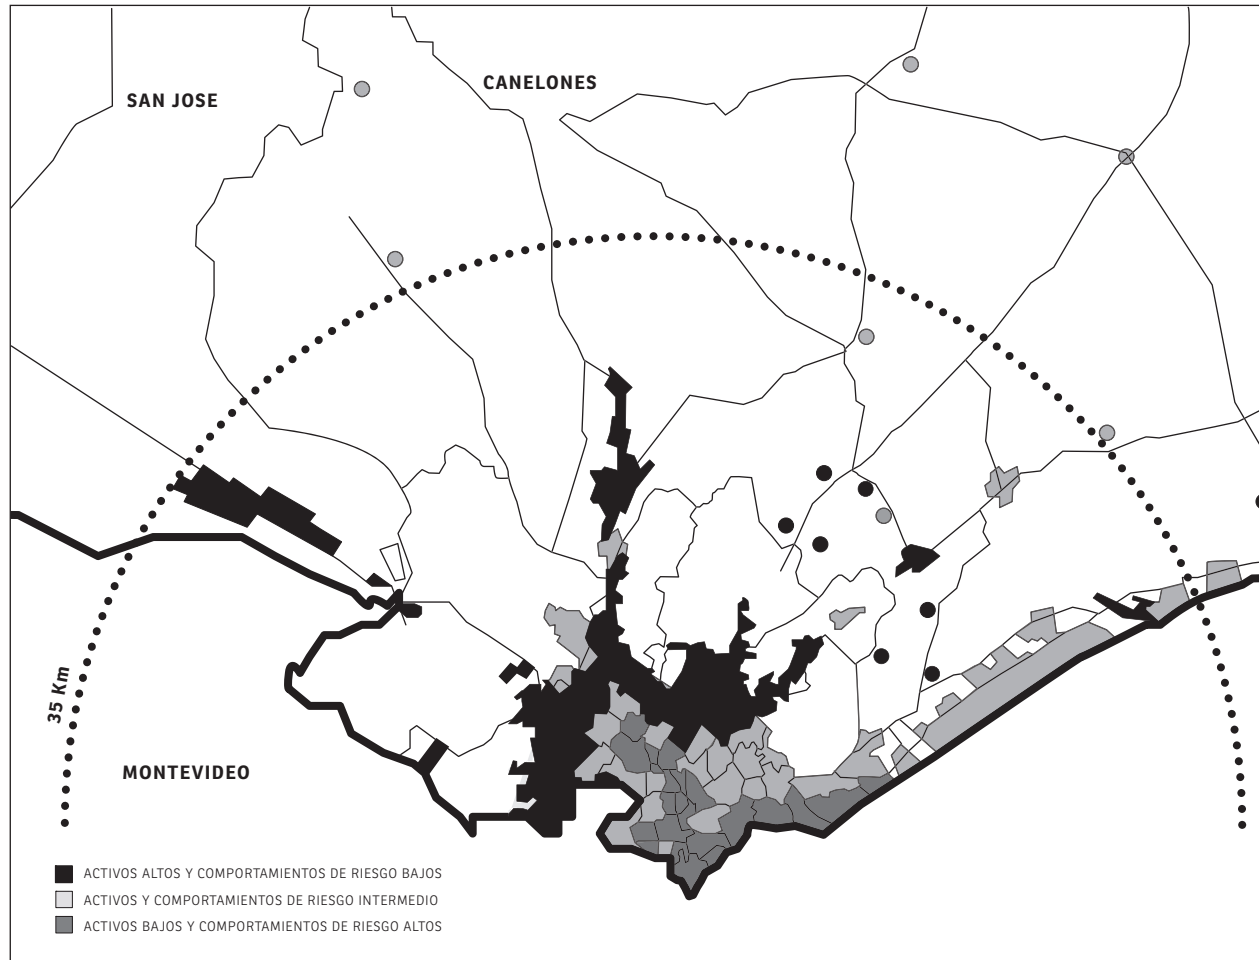 CANELONES
SAN JOSE
35 Km
MONTEVIDEO
ACTIVOS ALTOS Y COMPORTAMIENTOS DE RIESGO BAJOS
ACTIVOS Y COMPORTAMIENTOS DE RIESGO INTERMEDIO
ACTIVOS BAJOS Y COMPORTAMIENTOS DE RIESGO ALTOS